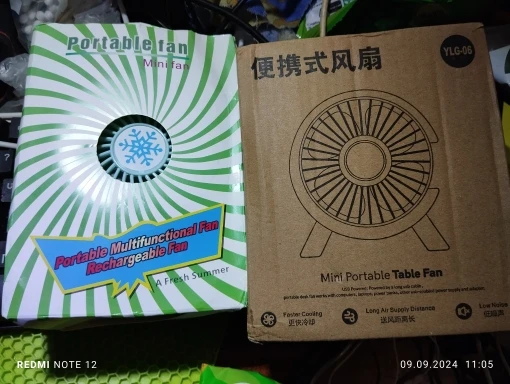 Portable fan
Mini fan
Portable Multifunctional Fan
Rechargeable Fan
A Fresh Summer
便携式风扇
YLG-06
Mini Portable Table Fan
Faster Cooling
更快冷却
Long Air Supply Distance
送风距离长
Low Noise
低噪声
REDMI NOTE 12
09.09.2024 11:05